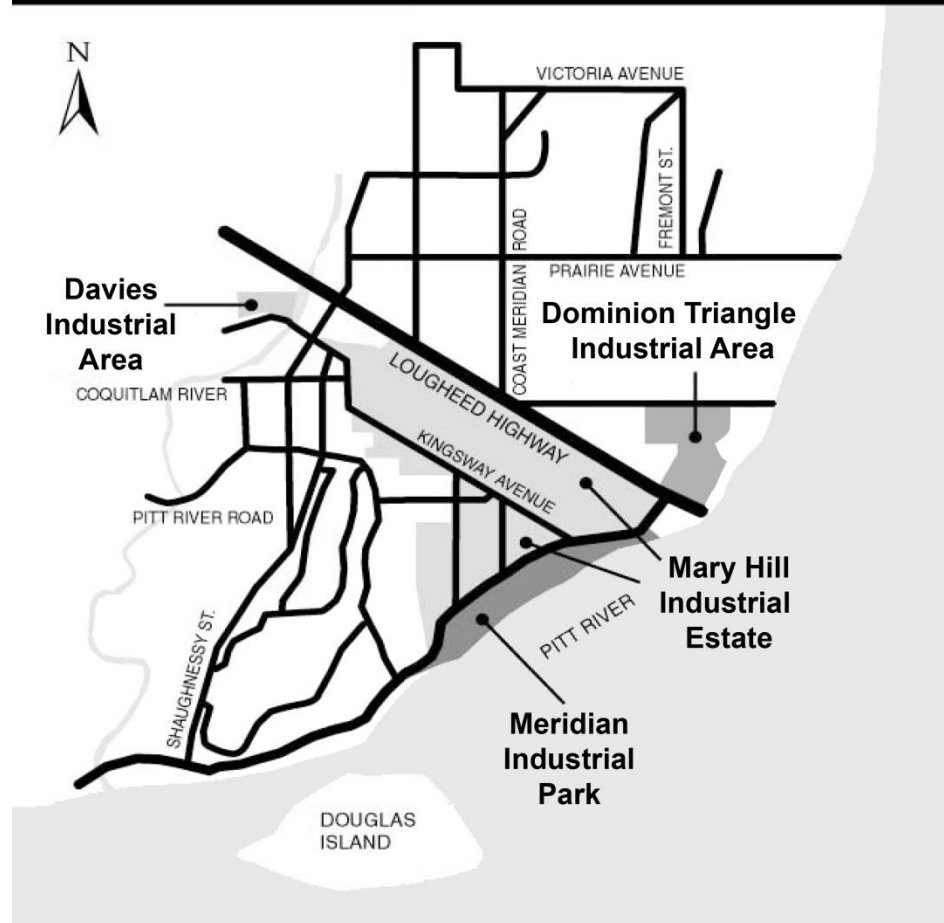 N
VICTORIA AVENUE
FREMONT ST.
COAST MERIDIAN ROAD
PRAIRIE AVENUE
Davies
Industrial
Area
Dominion Triangle
Industrial Area
LOUGHEED HIGHWAY
COQUITLAM RIVER
KINGSWAY AVENUE
PITT RIVER ROAD
Mary Hill
Industrial
Estate
PITT RIVER
SHAUGHNESSY ST.
Meridian
Industrial
Park
DOUGLAS
ISLAND